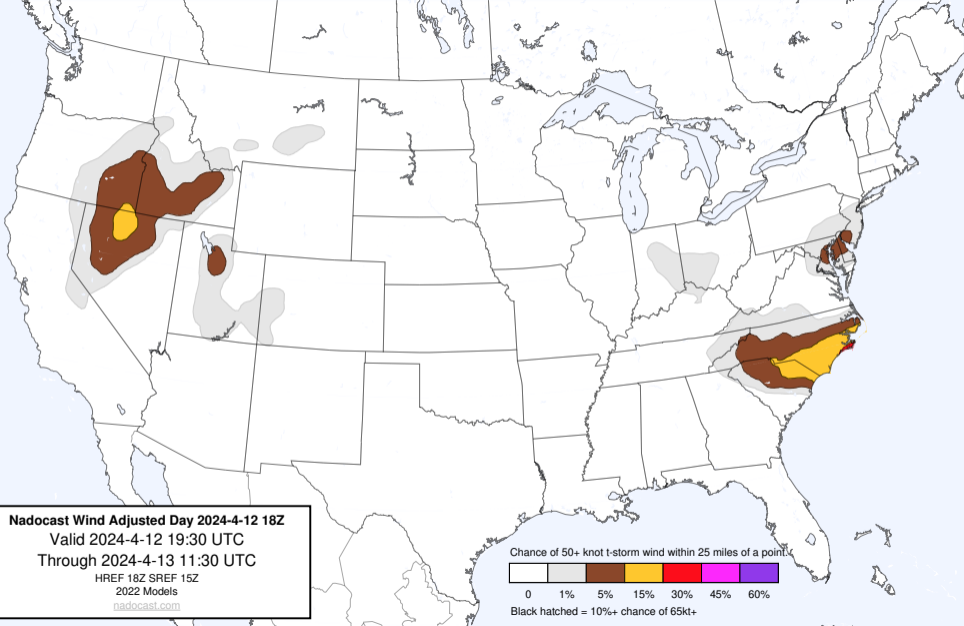 Nadocast Wind Adjusted Day 2024-4-12 18Z
Valid 2024-4-12 19:30 UTC
Through 2024-4-13 11:30 UTC
HREF 18Z SREF 15Z
2022 Models
nadocast.com
Chance of 50+ knot t-storm wind within 25 miles of a point.
0 1% 5% 15% 30% 45% 60%
Black hatched = 10%+ chance of 65kt+